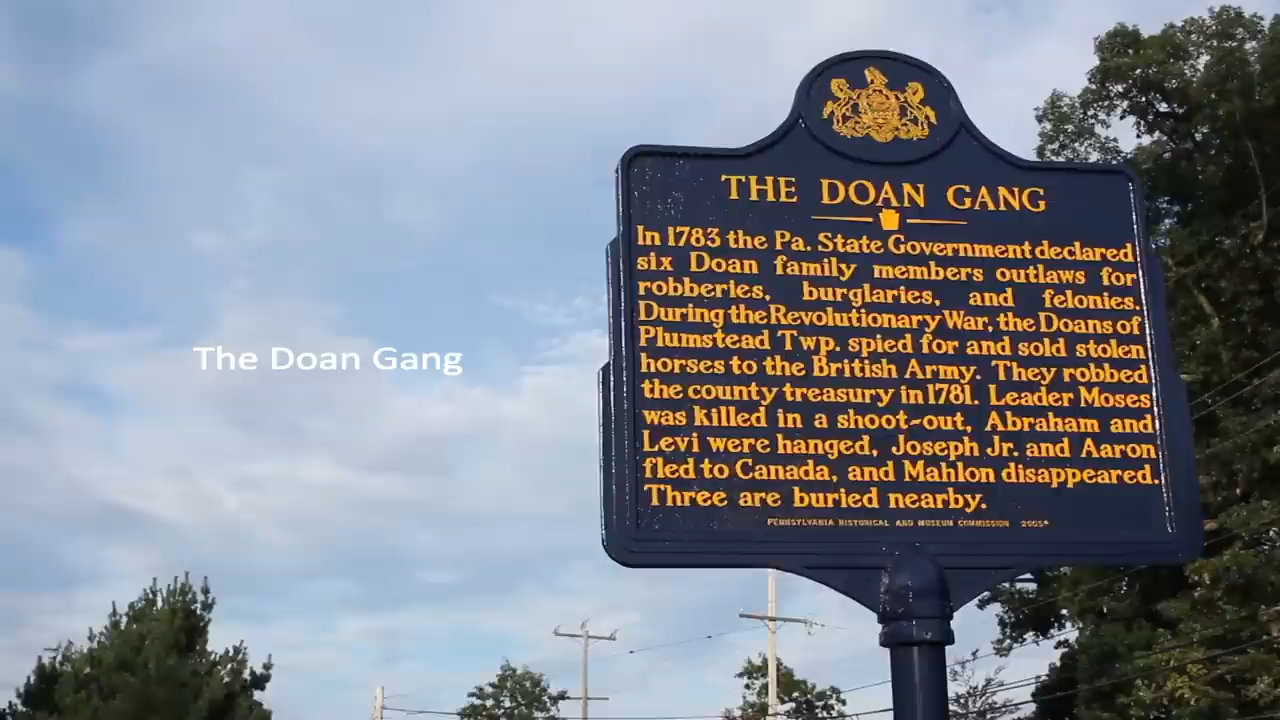 The Doan Gang
THE DOAN GANG
In 1783 the Pa. State Government declared
six Doan family members outlaws for
robberies, burglaries, and felonies.
During the Revolutionary War, the Doans of
Plumstead Twp. spied for and sold stolen
horses to the British Army. They robbed
the county treasury in 1781. Leader Moses
was killed in a shoot-out, Abraham and
Levi were hanged, Joseph Jr. and Aaron
fled to Canada, and Mahlon disappeared.
Three are buried nearby.
PENNSYLVANIA HISTORICAL AND MUSEUM COMMISSION 2005